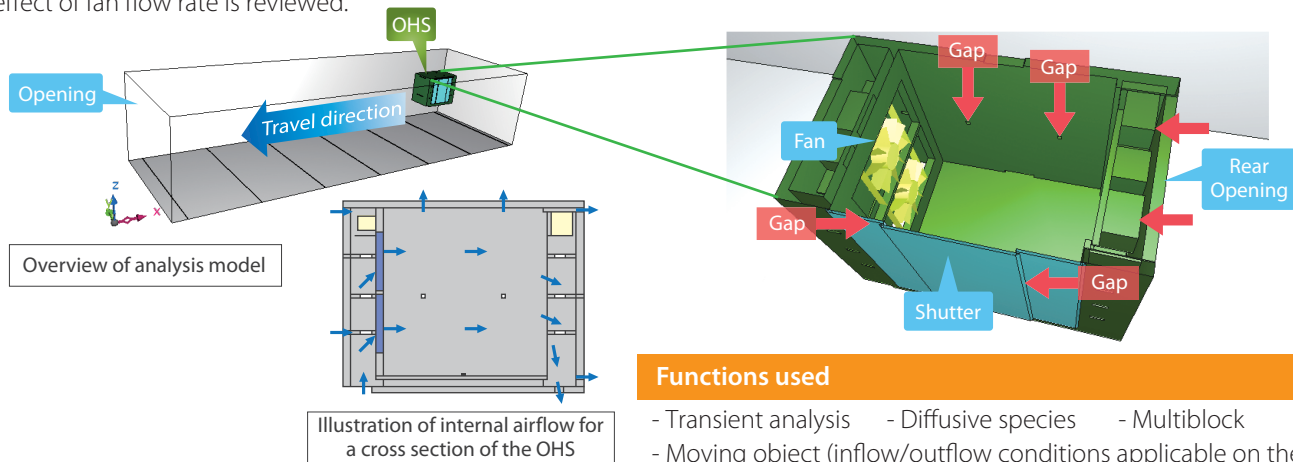 effect of fan flow rate is reviewed.
OHS
Opening
Travel direction
z
y
x
Overview of analysis model
Illustration of internal airflow for
a cross section of the OHS
Gap
Gap
Fan
Rear
Opening
Gap
Gap
Shutter
Functions used
- Transient analysis - Diffusive species - Multiblock
- Moving object (inflow/outflow conditions applicable on the